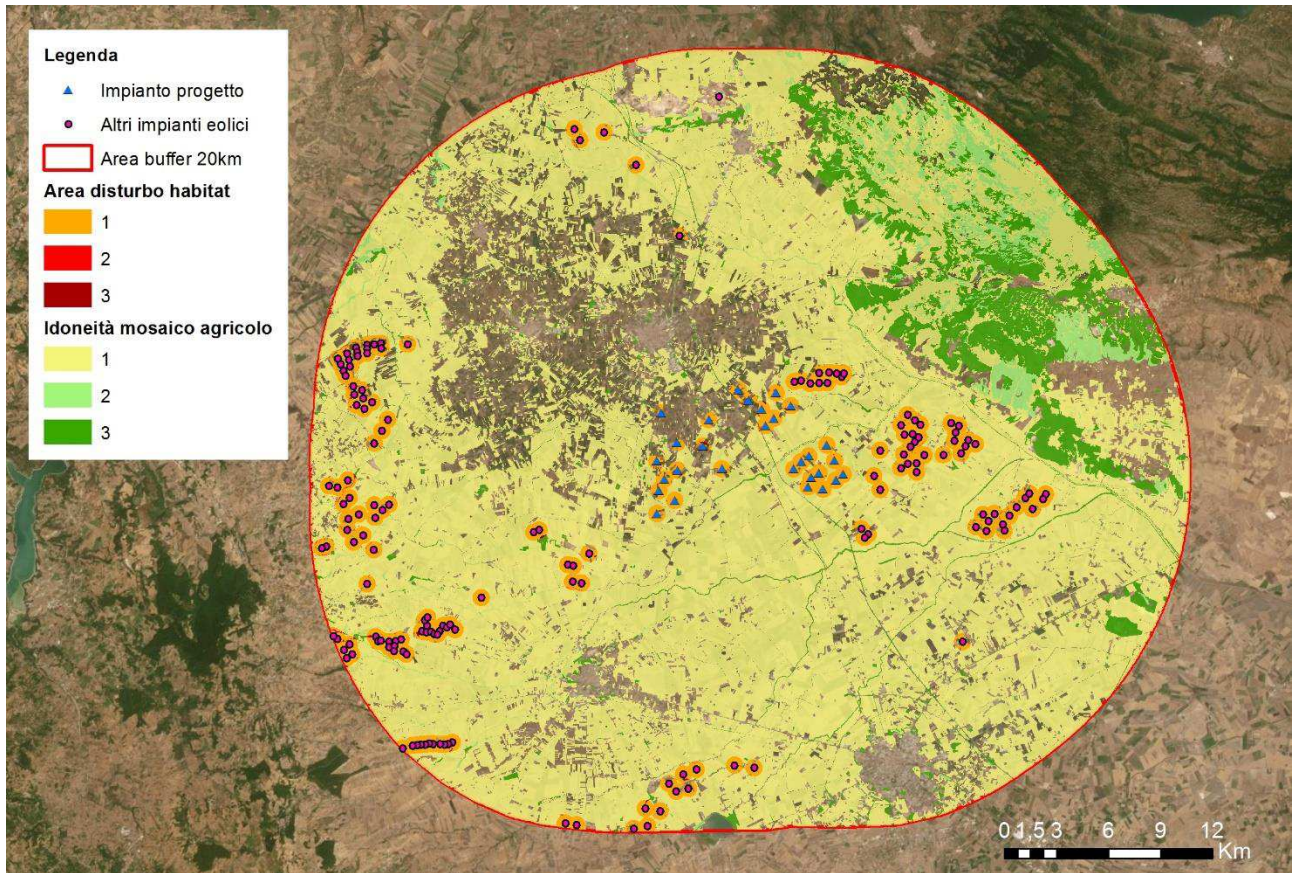 Legenda
Impianto progetto
Altri impianti eolici
Area buffer 20km
Area disturbo habitat
1
2
3
Idoneità mosaico agricolo
1
2
3
0 1,5 3 6 9 12
Km